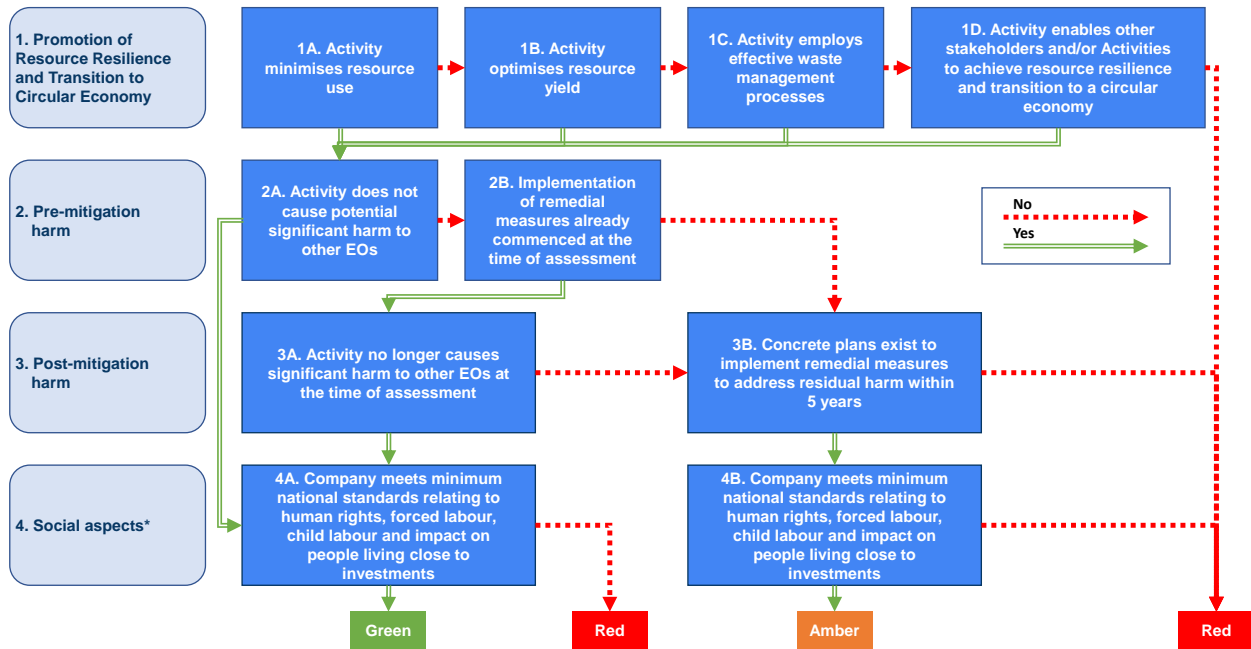 1. Promotion of
Resource Resilience
and Transition to
Circular Economy
1A. Activity
minimises resource
use
1B. Activity
optimises resource
yield
1C. Activity employs
effective waste
management
processes
1D. Activity enables other
stakeholders and/or Activities
to achieve resource resilience
and transition to a circular
economy
2. Pre-mitigation
harm
2A. Activity does not
cause potential
significant harm to
other EOs
2B. Implementation
of remedial
measures already
commenced at the
time of assessment
No
Yes
3. Post-mitigation
harm
3A. Activity no longer causes
significant harm to other EOs at
the time of assessment
3B. Concrete plans exist to
implement remedial measures
to address residual harm within
5 years
4. Social aspects*
4A. Company meets minimum
national standards relating to
human rights, forced labour,
child labour and impact on
people living close to
investments
4B. Company meets minimum
national standards relating to
human rights, forced labour,
child labour and impact on
people living close to
investments
Green
Red
Amber
Red